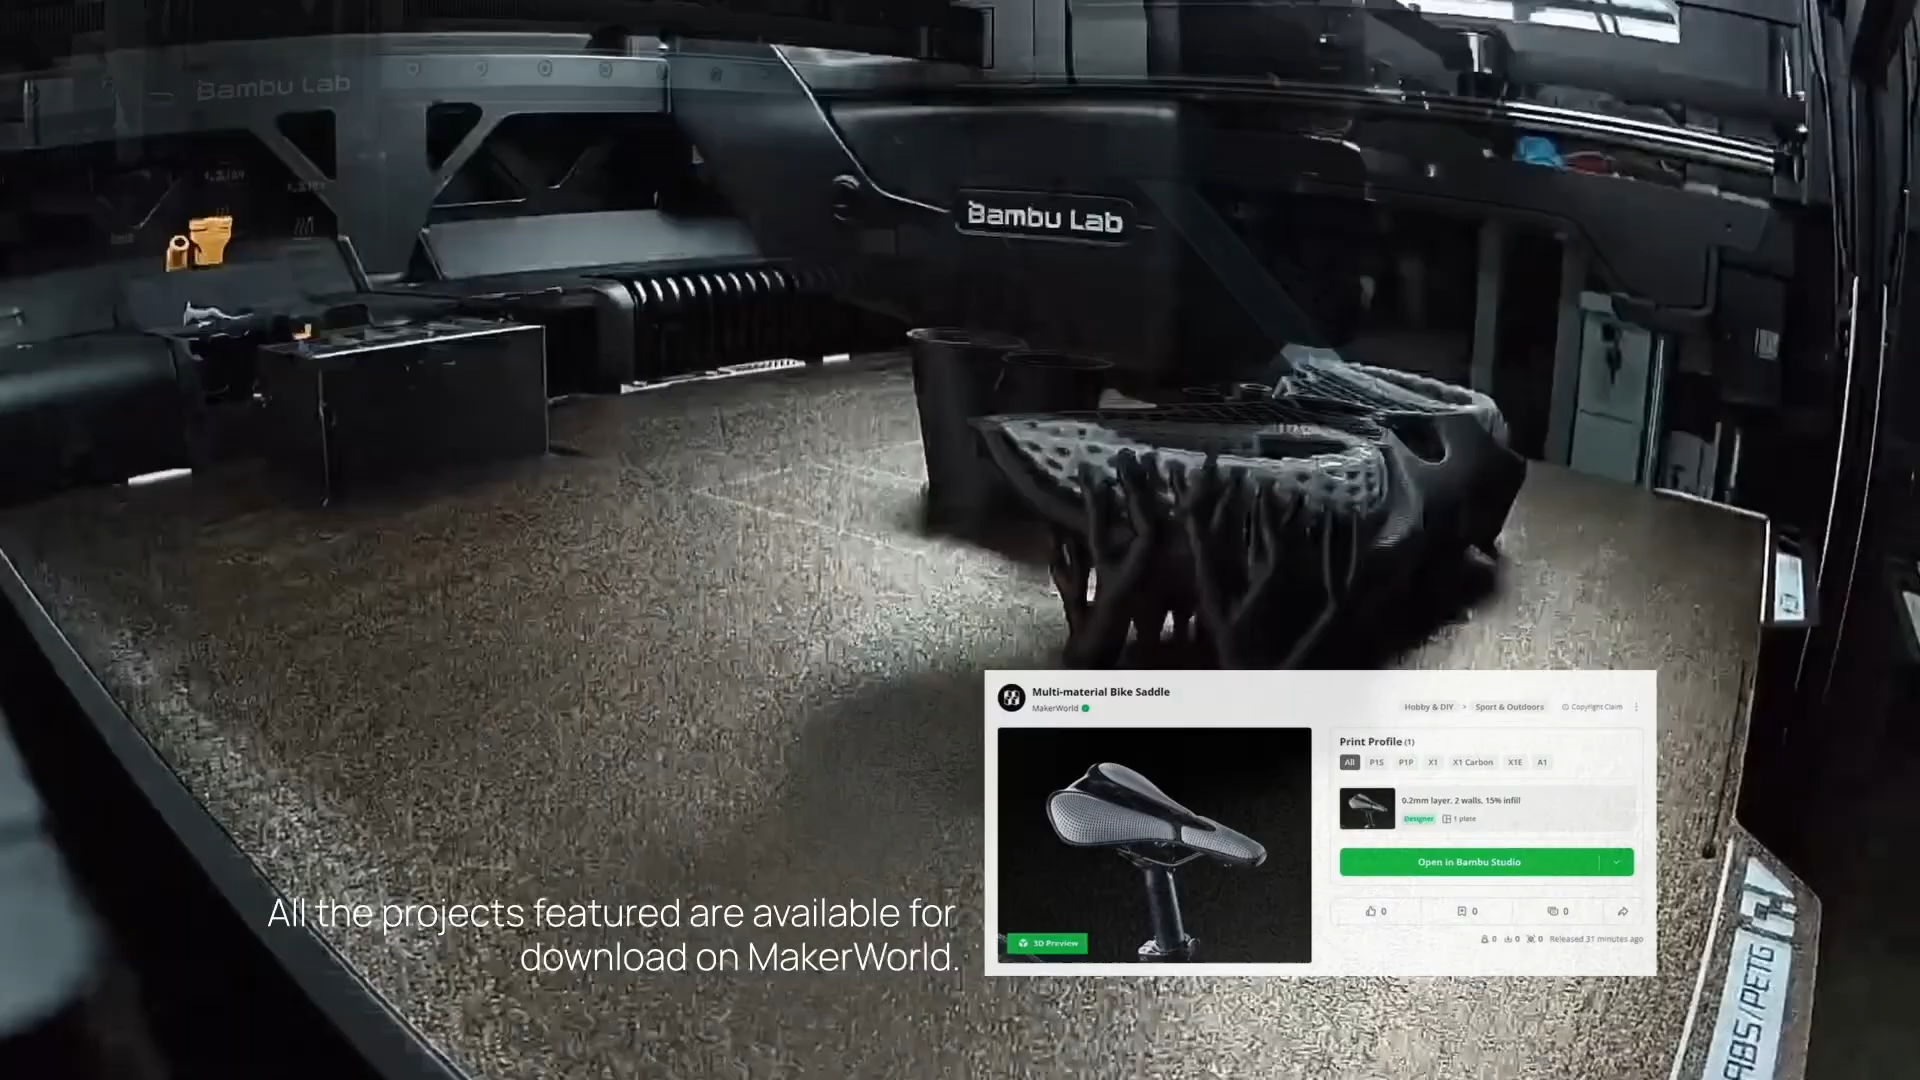 Bambu Lab
Bambu Lab
Multi-material Bike Saddle
MakerWorld
Hobby & DIY > Sport & Outdoors
© Copyright Claim
Print Profile (1)
All P1S P1P X1 X1 Carbon X1E A1
0.2mm layer, 2 walls, 15% infill
Designer 1 plate
Open in Bambu Studio
0 0 0
0 0 0 Released 31 minutes ago
3D Preview
All the projects featured are available for
download on MakerWorld.
ABS/PETG